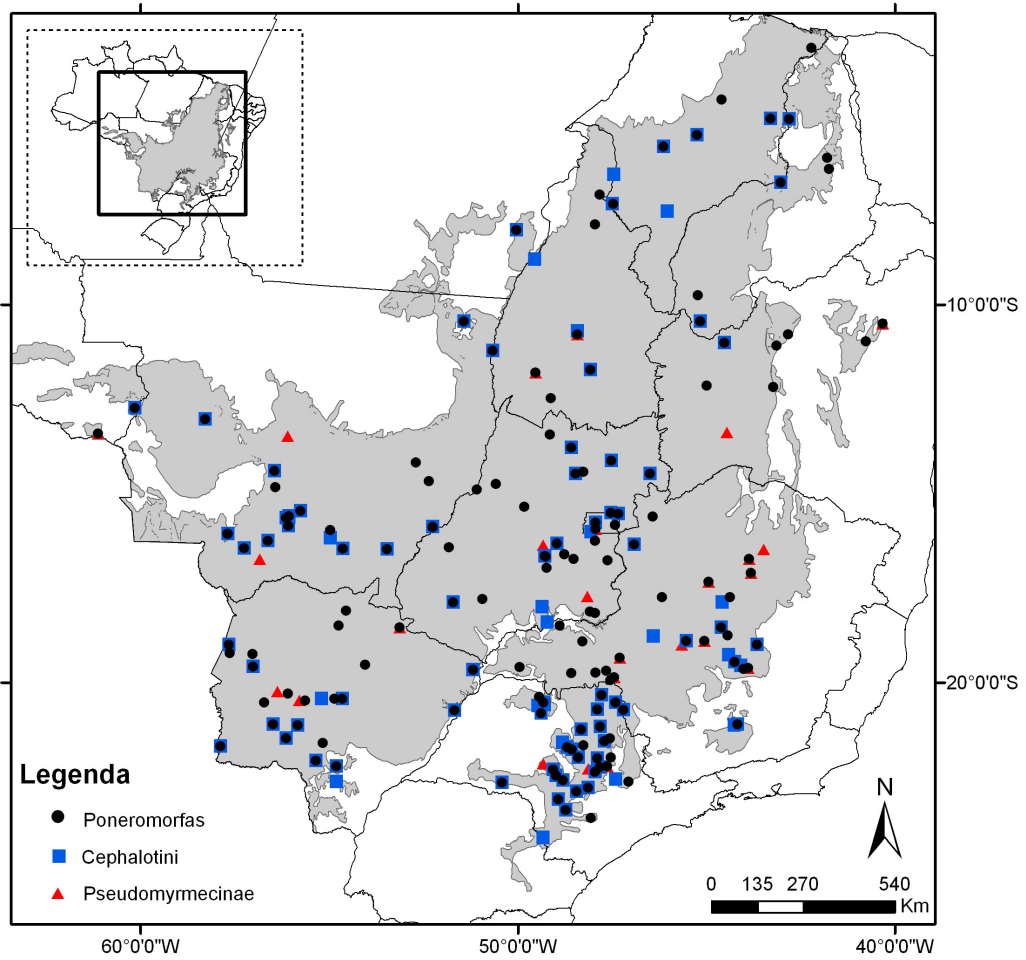 10°0'0"S
20°0'0"S
Legenda
Poneromorfas
Cephalotini
Pseudomyrmecinae
N
0 135 270 540
Km
60°0'0"W 50°0'0"W 40°0'0"W